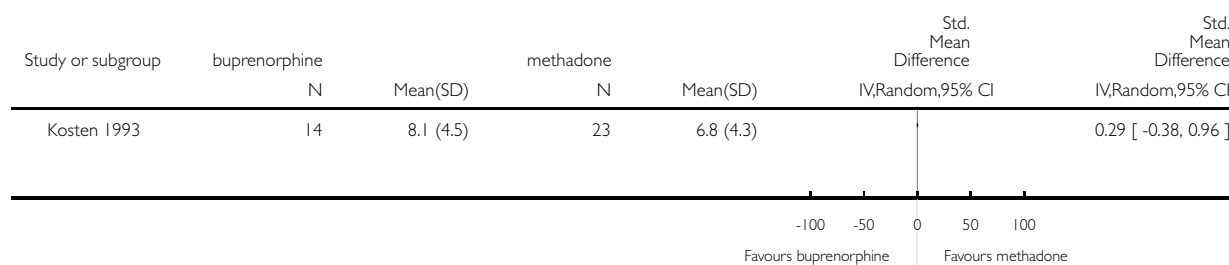 Std.
Mean
Difference
Std.
Mean
Difference
Study or subgroup buprenorphine methadone
N Mean(SD) N Mean(SD) IV,Random,95% CI IV,Random,95% CI
Kosten 1993 14 8.1 (4.5) 23 6.8 (4.3) 0.29 [ -0.38, 0.96 ]
-100 -50 0 50 100
Favours buprenorphine Favours methadone